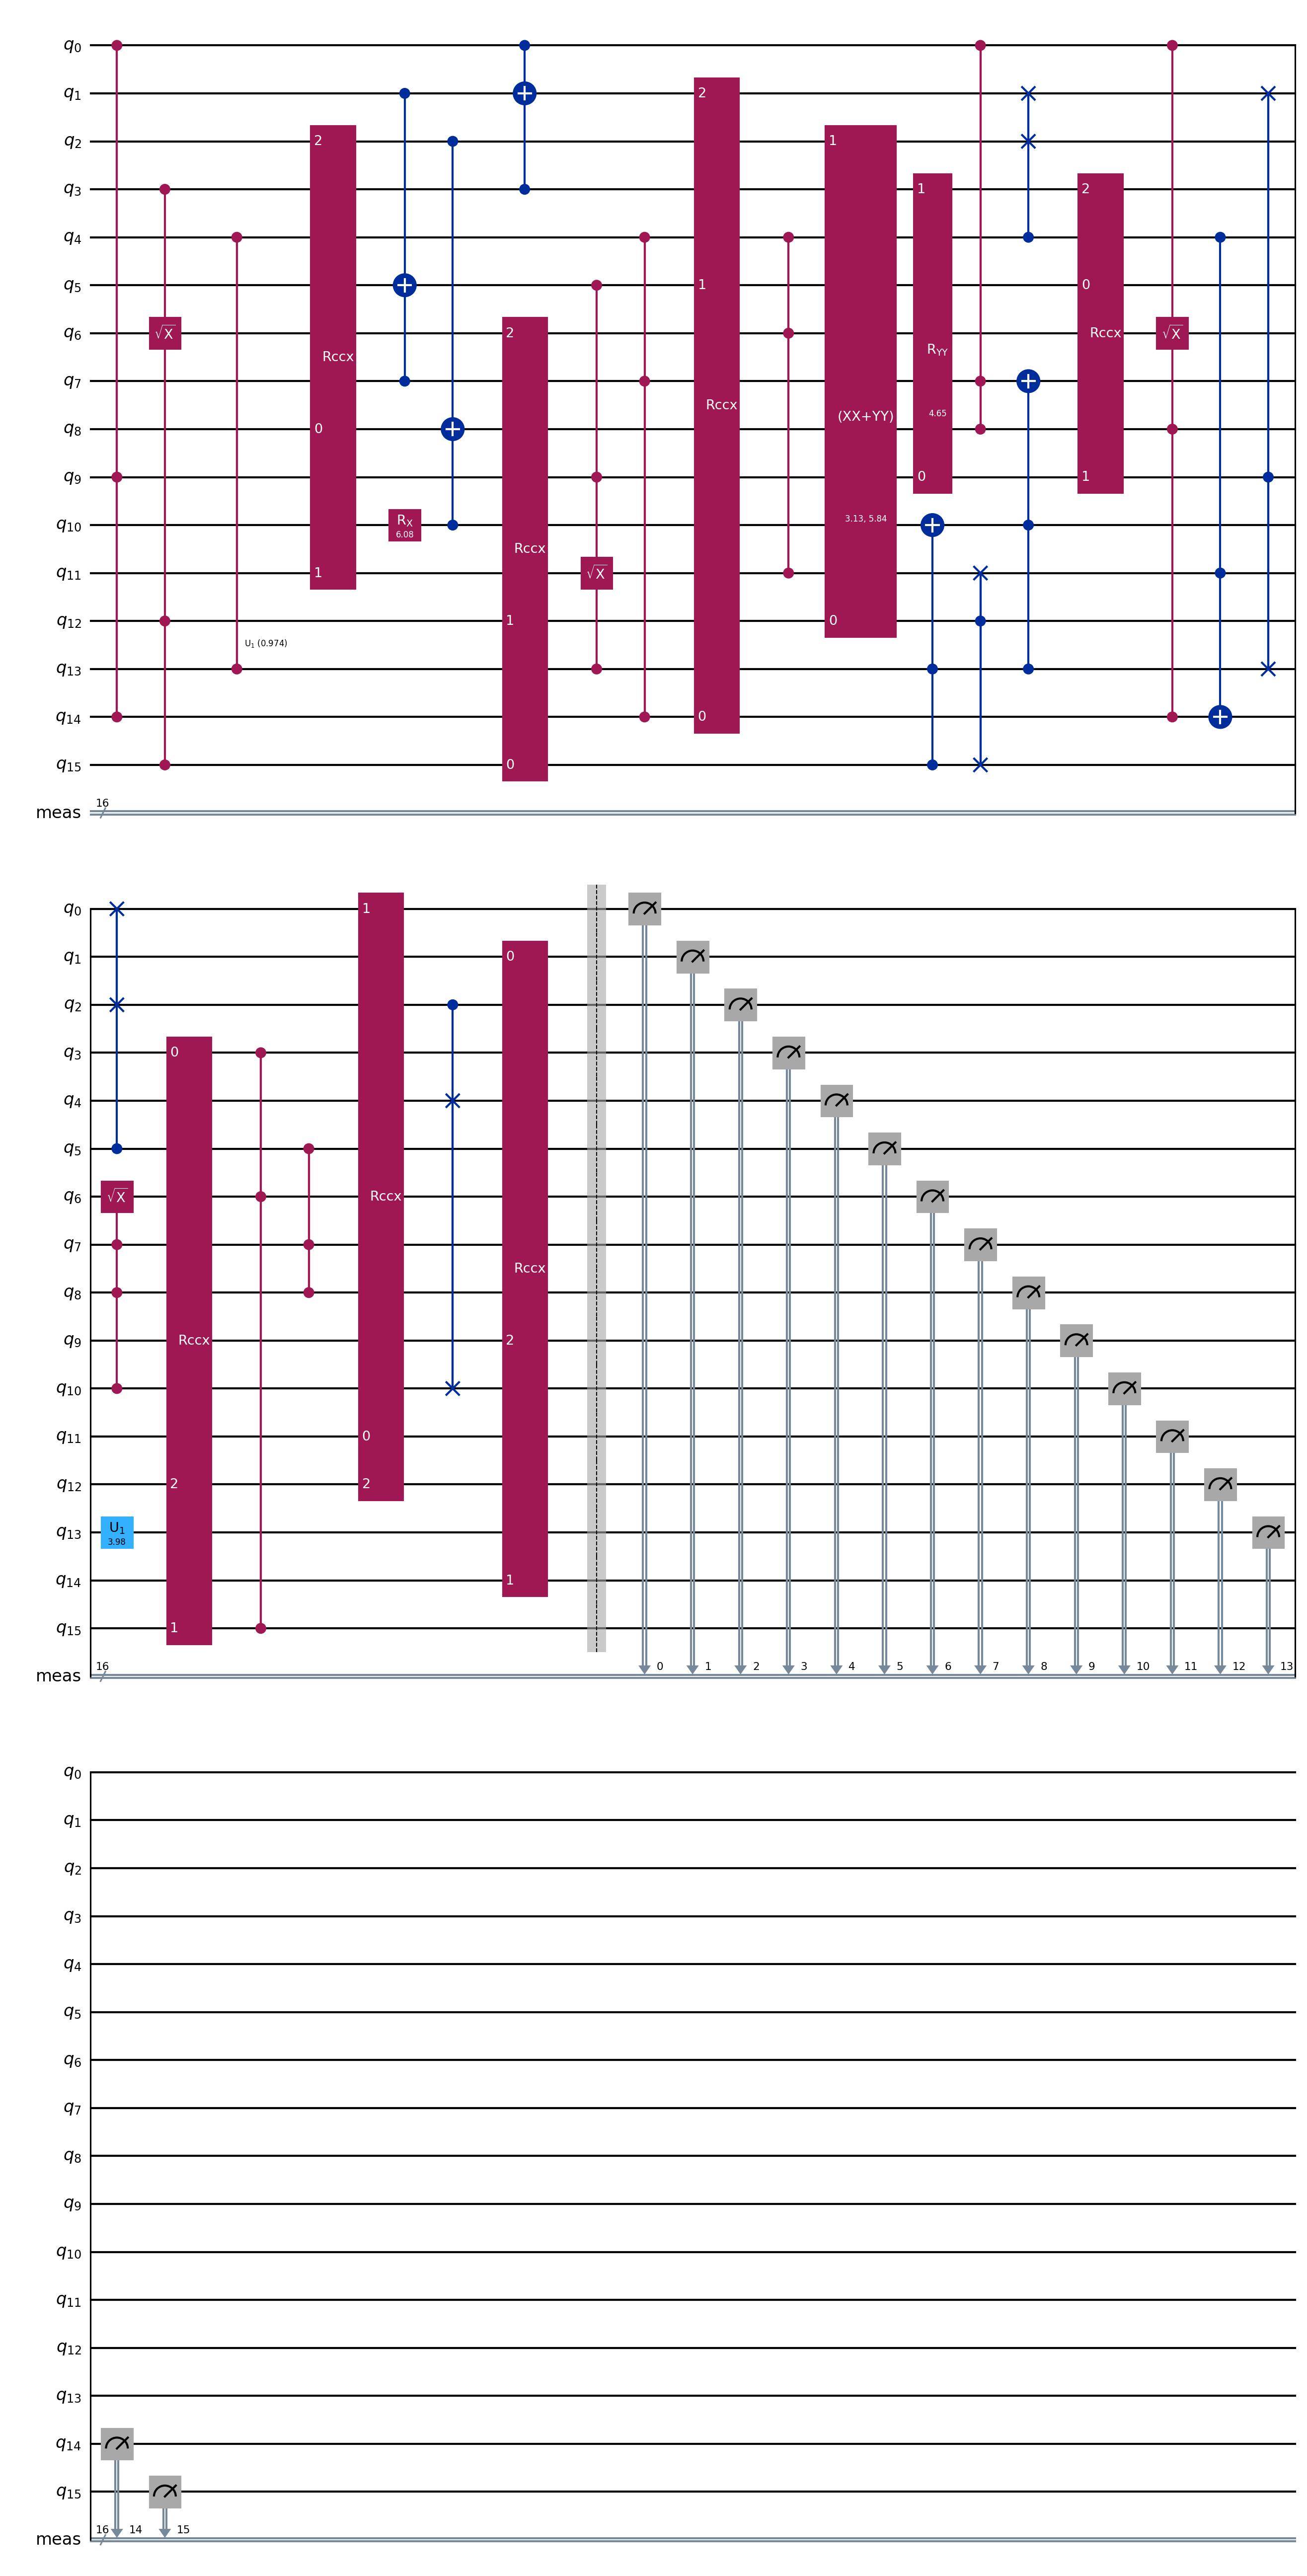 q0
q1
2
q2
2
1
q3
1
2
q4
q5
1
0
q6
√X
2
Rccx
√X
Rccx
RYY
q7
Rccx
(XX+YY)
4.65
q8
0
q9
0
1
q10
RX
6.08
Rccx
3.13, 5.84
q11
1
√X
q12
1
0
U1 (0.974)
q13
q14
0
q15
0
meas
16
q0
1
q1
0
q2
q3
0
q4
q5
q6
√X
Rccx
q7
Rccx
q8
q9
Rccx
2
q10
q11
0
q12
2
2
q13
U1
3.98
q14
1
q15
1
meas
16
0
1
2
3
4
5
6
7
8
9
10
11
12
13
q0
q1
q2
q3
q4
q5
q6
q7
q8
q9
q10
q11
q12
q13
q14
q15
meas
16
14
15